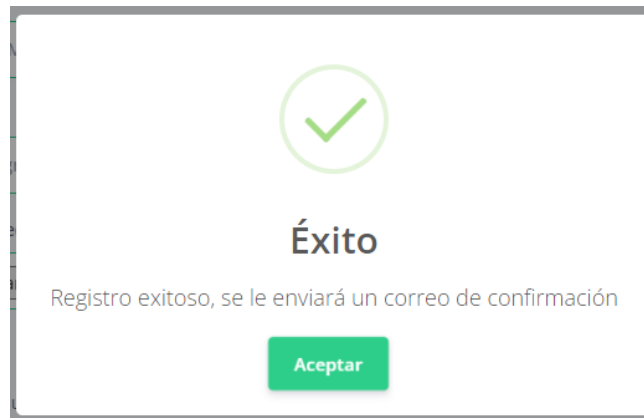 Éxito
Registro exitoso, se le enviará un correo de confirmación
Aceptar